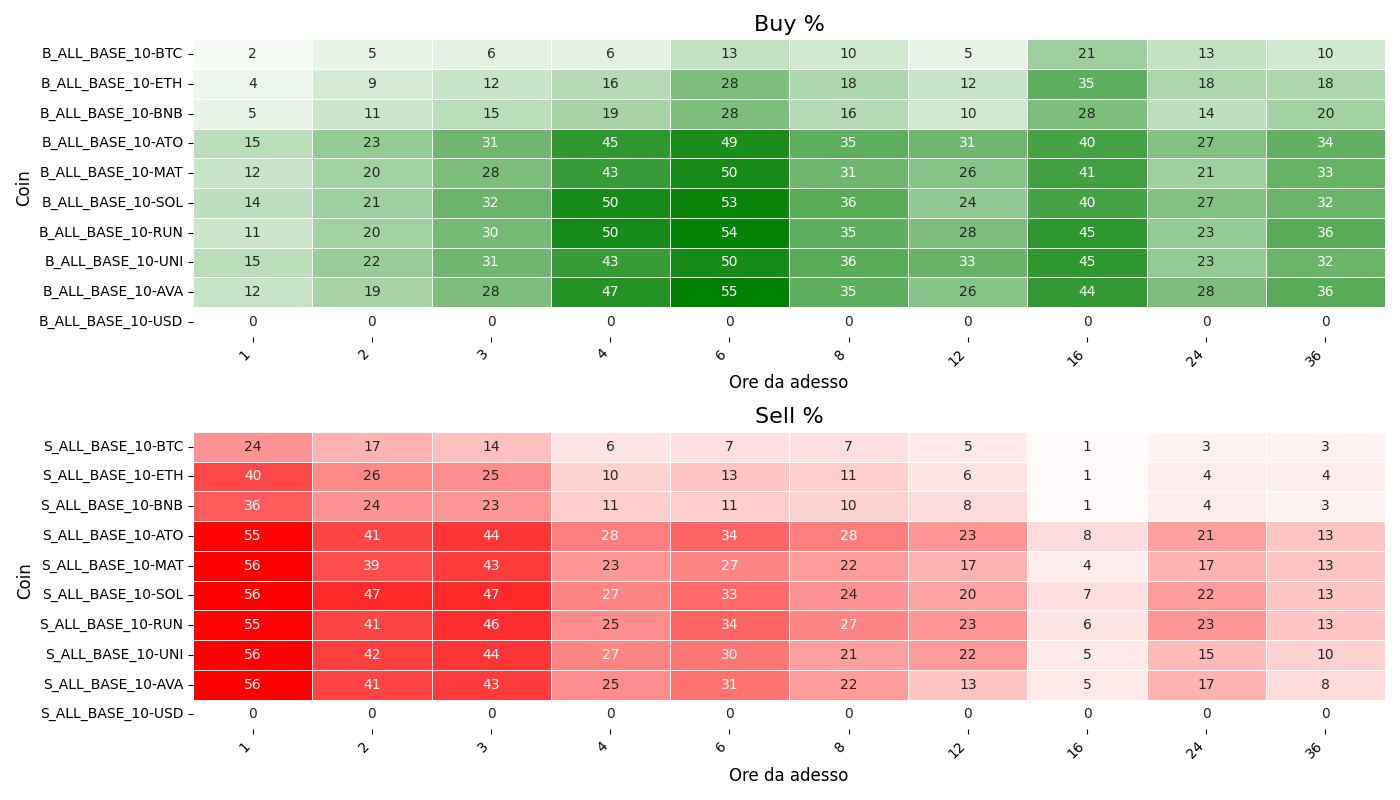 Buy %
Coin
B_ALL_BASE_10-BTC 2 5 6 6 13 10 5 21 13 10
B_ALL_BASE_10-ETH 4 9 12 16 28 18 12 35 18 18
B_ALL_BASE_10-BNB 5 11 15 19 28 16 10 28 14 20
B_ALL_BASE_10-ATO 15 23 31 45 49 35 31 40 27 34
B_ALL_BASE_10-MAT 12 20 28 43 50 31 26 41 21 33
B_ALL_BASE_10-SOL 14 21 32 50 53 36 24 40 27 32
B_ALL_BASE_10-RUN 11 20 30 50 54 35 28 45 23 36
B_ALL_BASE_10-UNI 15 22 31 43 50 36 33 45 23 32
B_ALL_BASE_10-AVA 12 19 28 47 55 35 26 44 28 36
B_ALL_BASE_10-USD 0 0 0 0 0 0 0 0 0 0
1 2 3 4 6 8 12 16 24 36
Ore da adesso
Sell %
Coin
S_ALL_BASE_10-BTC 24 17 14 6 7 7 5 1 3 3
S_ALL_BASE_10-ETH 40 26 25 10 13 11 6 1 4 4
S_ALL_BASE_10-BNB 36 24 23 11 11 10 8 1 4 3
S_ALL_BASE_10-ATO 55 41 44 28 34 28 23 8 21 13
S_ALL_BASE_10-MAT 56 39 43 23 27 22 17 4 17 13
S_ALL_BASE_10-SOL 56 47 47 27 33 24 20 7 22 13
S_ALL_BASE_10-RUN 55 41 46 25 34 27 23 6 23 13
S_ALL_BASE_10-UNI 56 42 44 27 30 21 22 5 15 10
S_ALL_BASE_10-AVA 56 41 43 25 31 22 13 5 17 8
S_ALL_BASE_10-USD 0 0 0 0 0 0 0 0 0 0
1 2 3 4 6 8 12 16 24 36
Ore da adesso